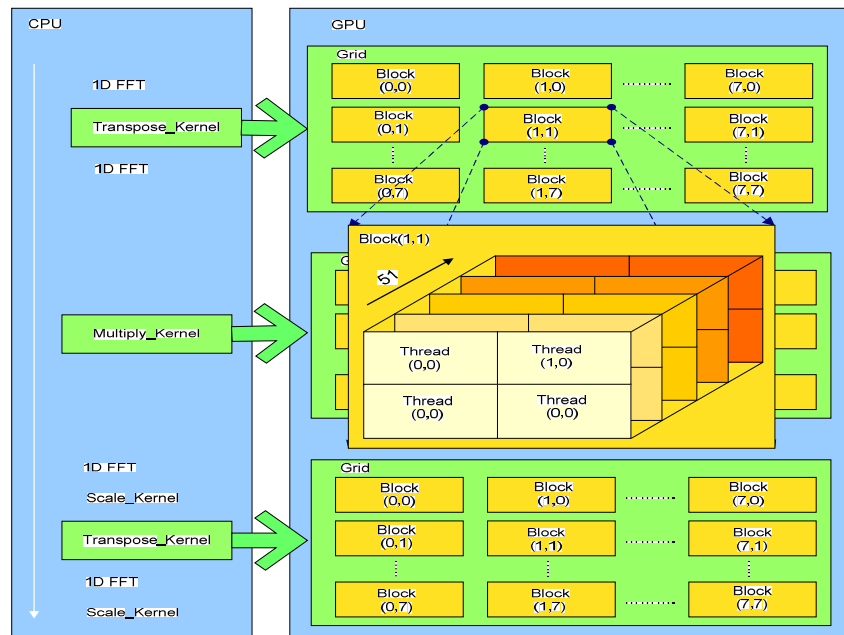 CPU
1D FFT
Transpose_Kernel
1D FFT
Multiply_Kernel
1D FFT
Scale_Kernel
Transpose_Kernel
1D FFT
Scale_Kernel
GPU
Grid
Block
(0,0)
Block
(1,0)
Block
(7,0)
Block
(0,1)
Block
(1,1)
Block
(7,1)
Block
(0,7)
Block
(1,7)
Block
(7,7)
Block(1,1)
51
Thread
(0,0)
Thread
(1,0)
Thread
(0,0)
Thread
(0,0)
Grid
Block
(0,0)
Block
(1,0)
Block
(7,0)
Block
(0,1)
Block
(1,1)
Block
(7,1)
Block
(0,7)
Block
(1,7)
Block
(7,7)